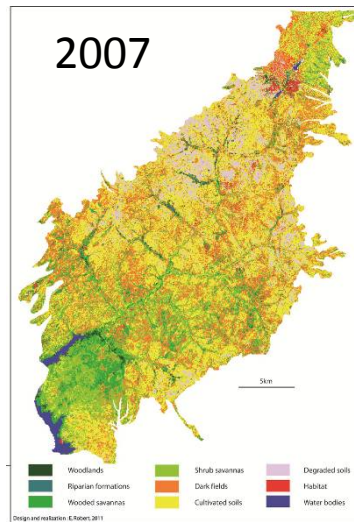 2007
5km
Woodlands
Riparian formations
Wooded savannas
Shrub savannas
Dark fields
Cultivated soils
Degraded soils
Habitat
Water bodies
Design and realisation : E. Robert, 2011